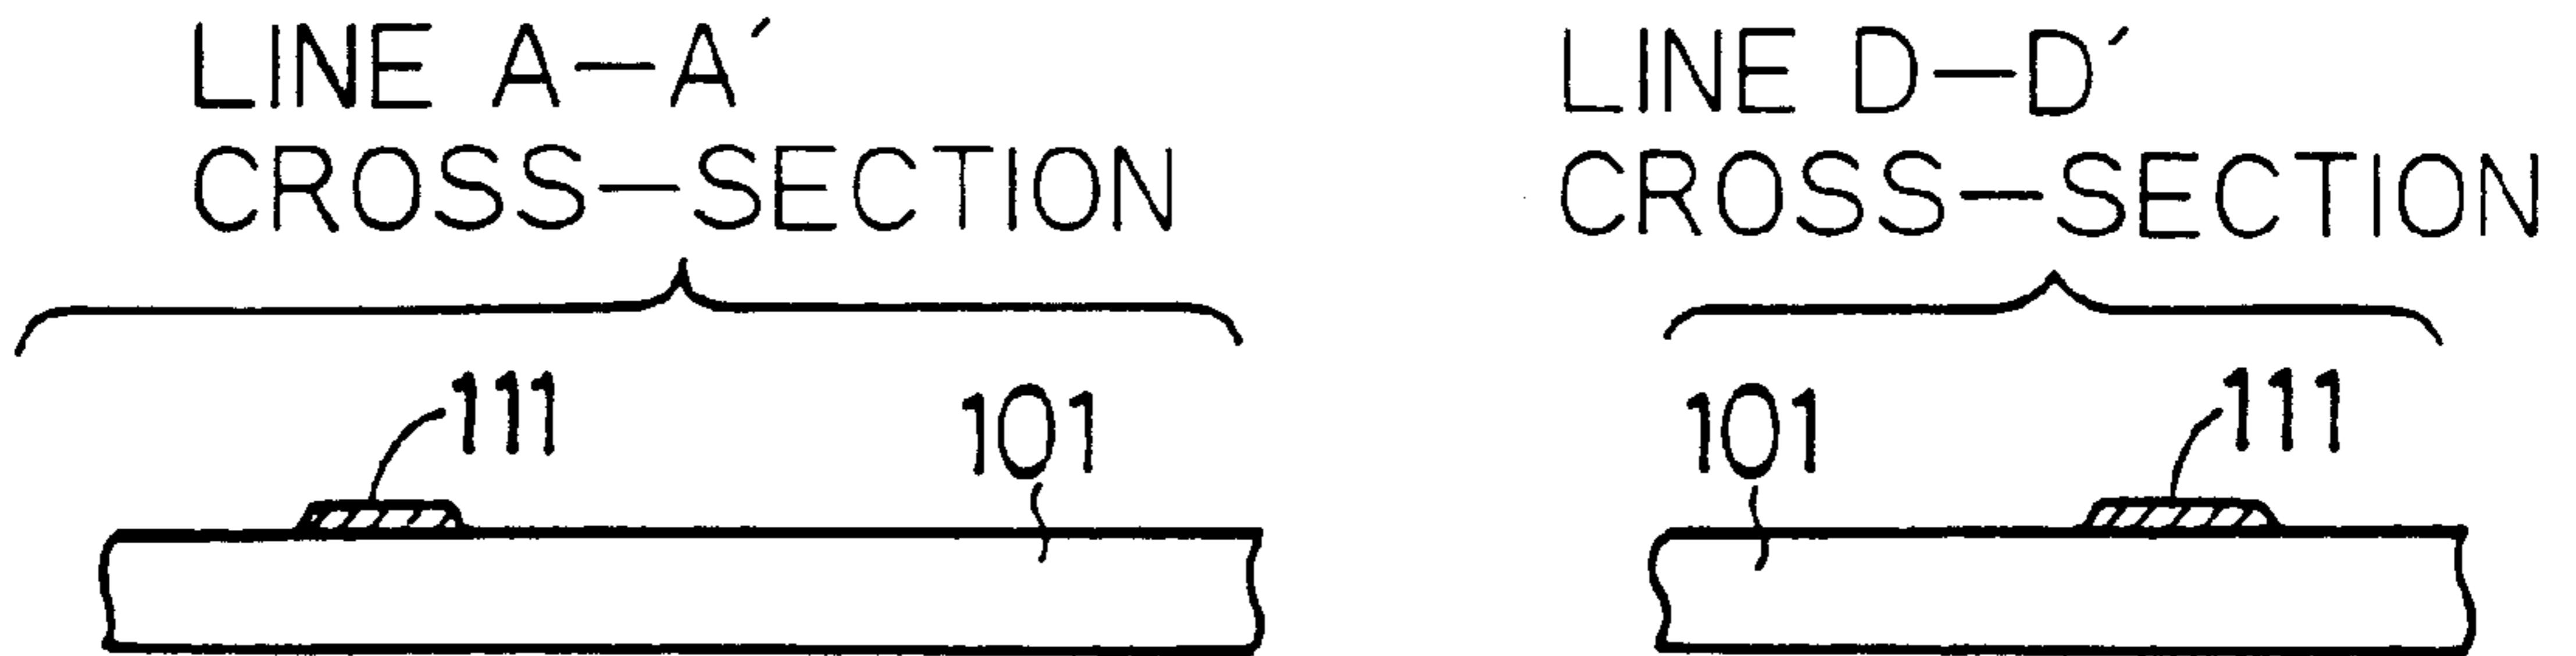 LINE A—A′
CROSS—SECTION
111
101
LINE D—D′
CROSS—SECTION
101
111